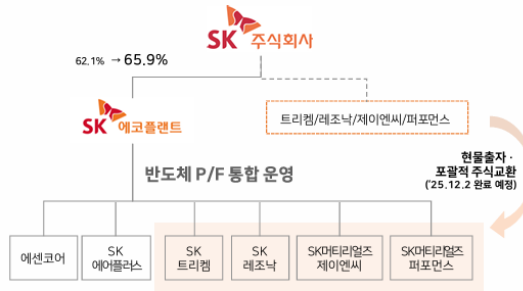 SK 주식회사
62.1% → 65.9%
SK 에코플랜트
트리켐/레조낙/제이엔씨/퍼포먼스
현물출자 ·
포괄적 주식교환
('25.12.2 완료 예정)
반도체 P/F 통합 운영
에센코어
SK
에어플러스
SK
트리켐
SK
레조낙
SK머티리얼즈
제이엔씨
SK머티리얼즈
퍼포먼스